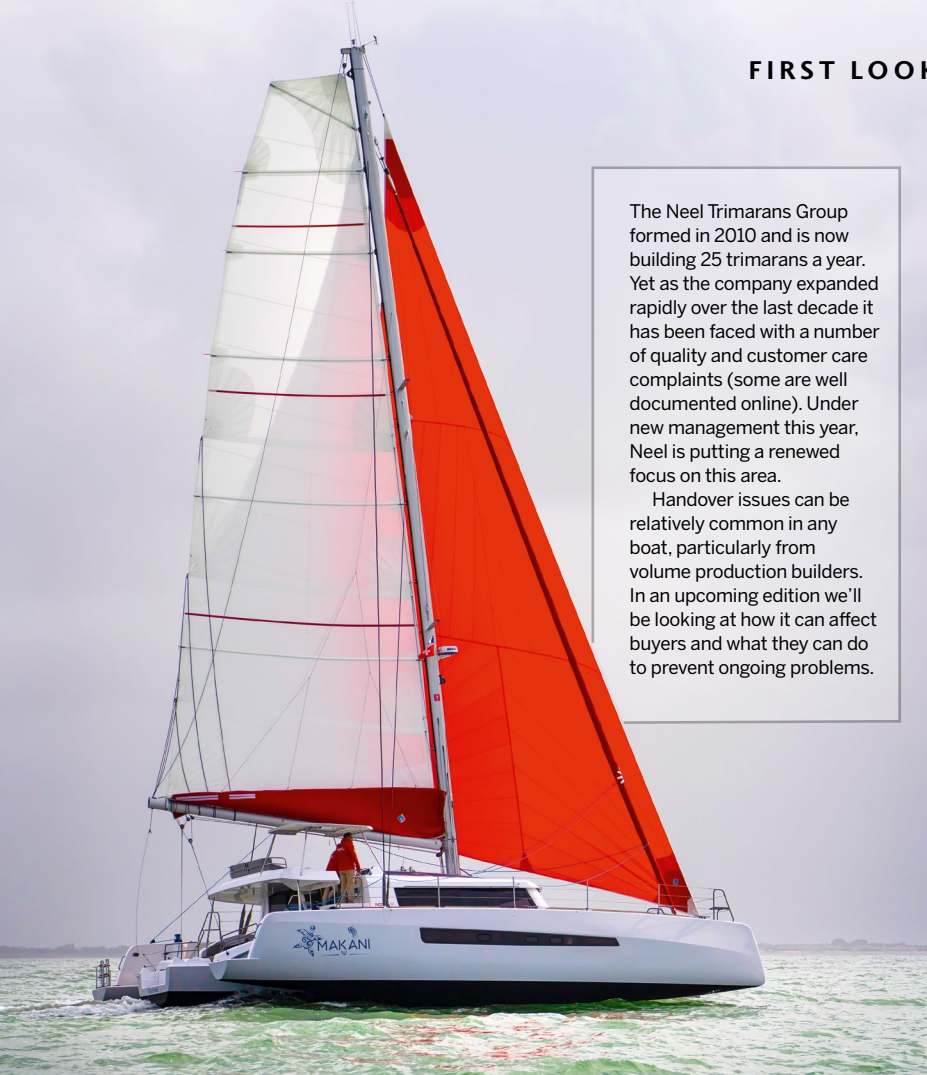 FIRST LOOK
The Neel Trimarans Group
formed in 2010 and is now
building 25 trimarans a year.
Yet as the company expanded
rapidly over the last decade it
has been faced with a number
of quality and customer care
complaints (some are well
documented online). Under
new management this year,
Neel is putting a renewed
focus on this area.
Handover issues can be
relatively common in any
boat, particularly from
volume production builders.
In an upcoming edition we'll
be looking at how it can affect
buyers and what they can do
to prevent ongoing problems.
MAKANI